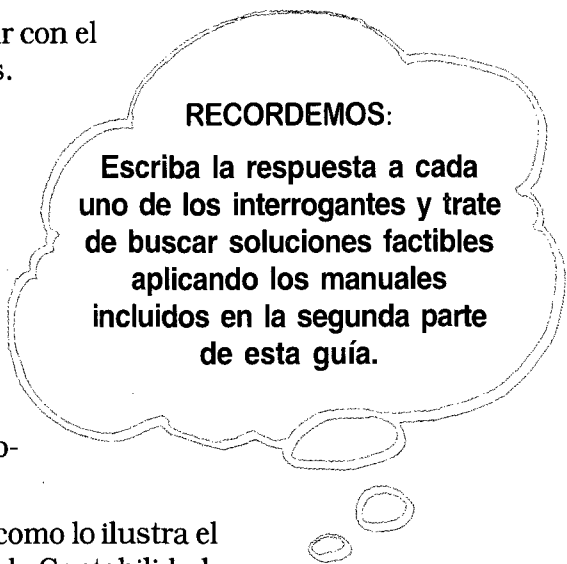 r con el
s.
RECORDEMOS:
Escriba la respuesta a cada
uno de los interrogantes y trate
de buscar soluciones factibles
aplicando los manuales
incluidos en la segunda parte
de esta guía.
o-
como lo ilustra el